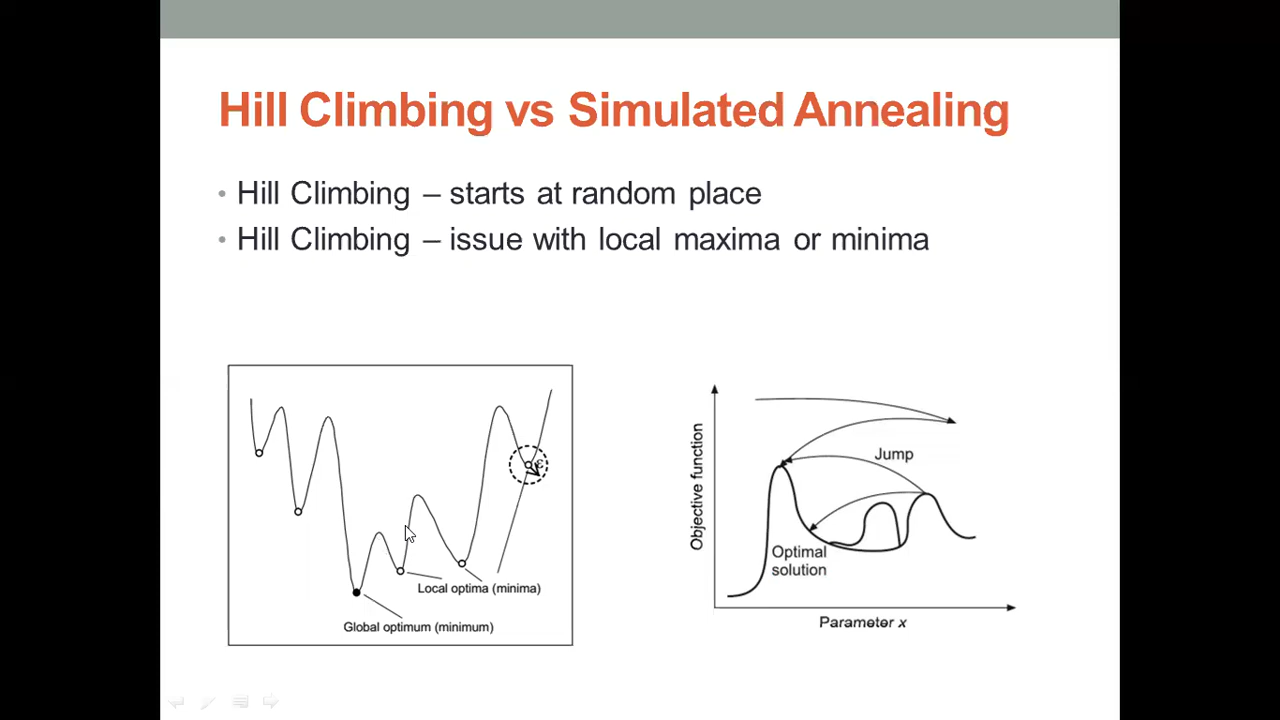 Hill Climbing vs Simulated Annealing
• Hill Climbing – starts at random place
• Hill Climbing – issue with local maxima or minima
ε
Local optima (minima)
Global optimum (minimum)
Objective function
Jump
Optimal
solution
Parameter x